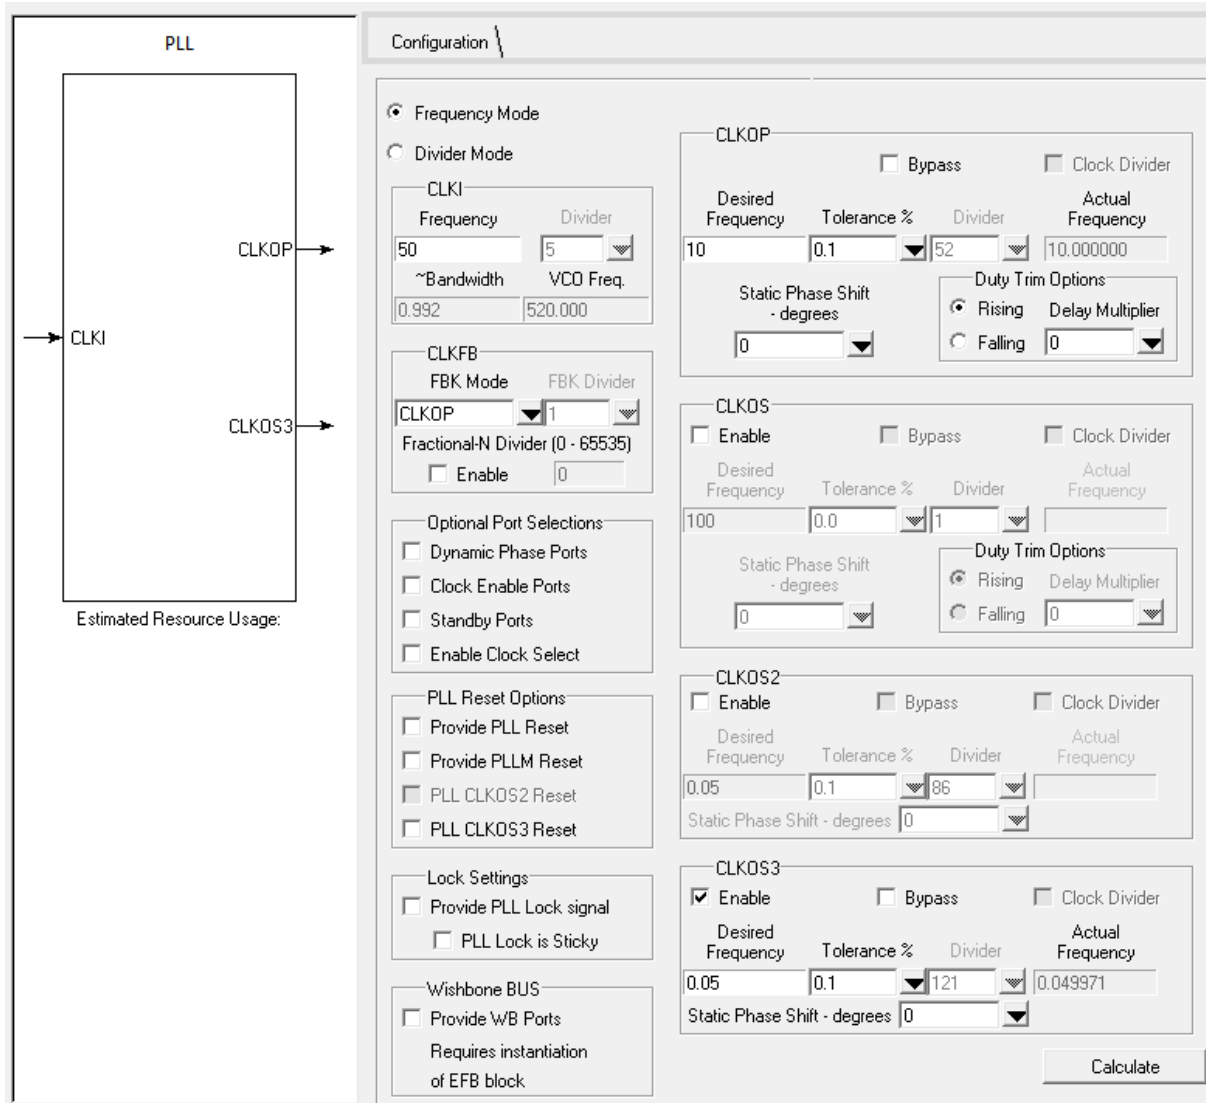 PLL
CLKI
CLKOP
CLKOS3
Estimated Resource Usage:
Configuration
Frequency Mode
Divider Mode
CLKI
Frequency Divider
50 5
~Bandwidth VCO Freq.
0.992 520.000
CLKFB
FBK Mode FBK Divider
CLKOP 1
Fractional-N Divider (0 - 65535)
Enable 0
Optional Port Selections
Dynamic Phase Ports
Clock Enable Ports
Standby Ports
Enable Clock Select
PLL Reset Options
Provide PLL Reset
Provide PLLM Reset
PLL CLKOS2 Reset
PLL CLKOS3 Reset
Lock Settings
Provide PLL Lock signal
PLL Lock is Sticky
Wishbone BUS
Provide WB Ports
Requires instantiation
of EFB block
CLKOP
Bypass Clock Divider
Desired Actual
Frequency Tolerance % Divider Frequency
10 0.1 52 10.000000
Static Phase Shift
- degrees
0
Duty Trim Options
Rising Delay Multiplier
Falling 0
CLKOS
Enable Bypass Clock Divider
Desired Actual
Frequency Tolerance % Divider Frequency
100 0.0 1
Static Phase Shift
- degrees
0
Duty Trim Options
Rising Delay Multiplier
Falling 0
CLKOS2
Enable Bypass Clock Divider
Desired Actual
Frequency Tolerance % Divider Frequency
0.05 0.1 86
Static Phase Shift - degrees 0
CLKOS3
Enable Bypass Clock Divider
Desired Actual
Frequency Tolerance % Divider Frequency
0.05 0.1 121 0.049971
Static Phase Shift - degrees 0
Calculate